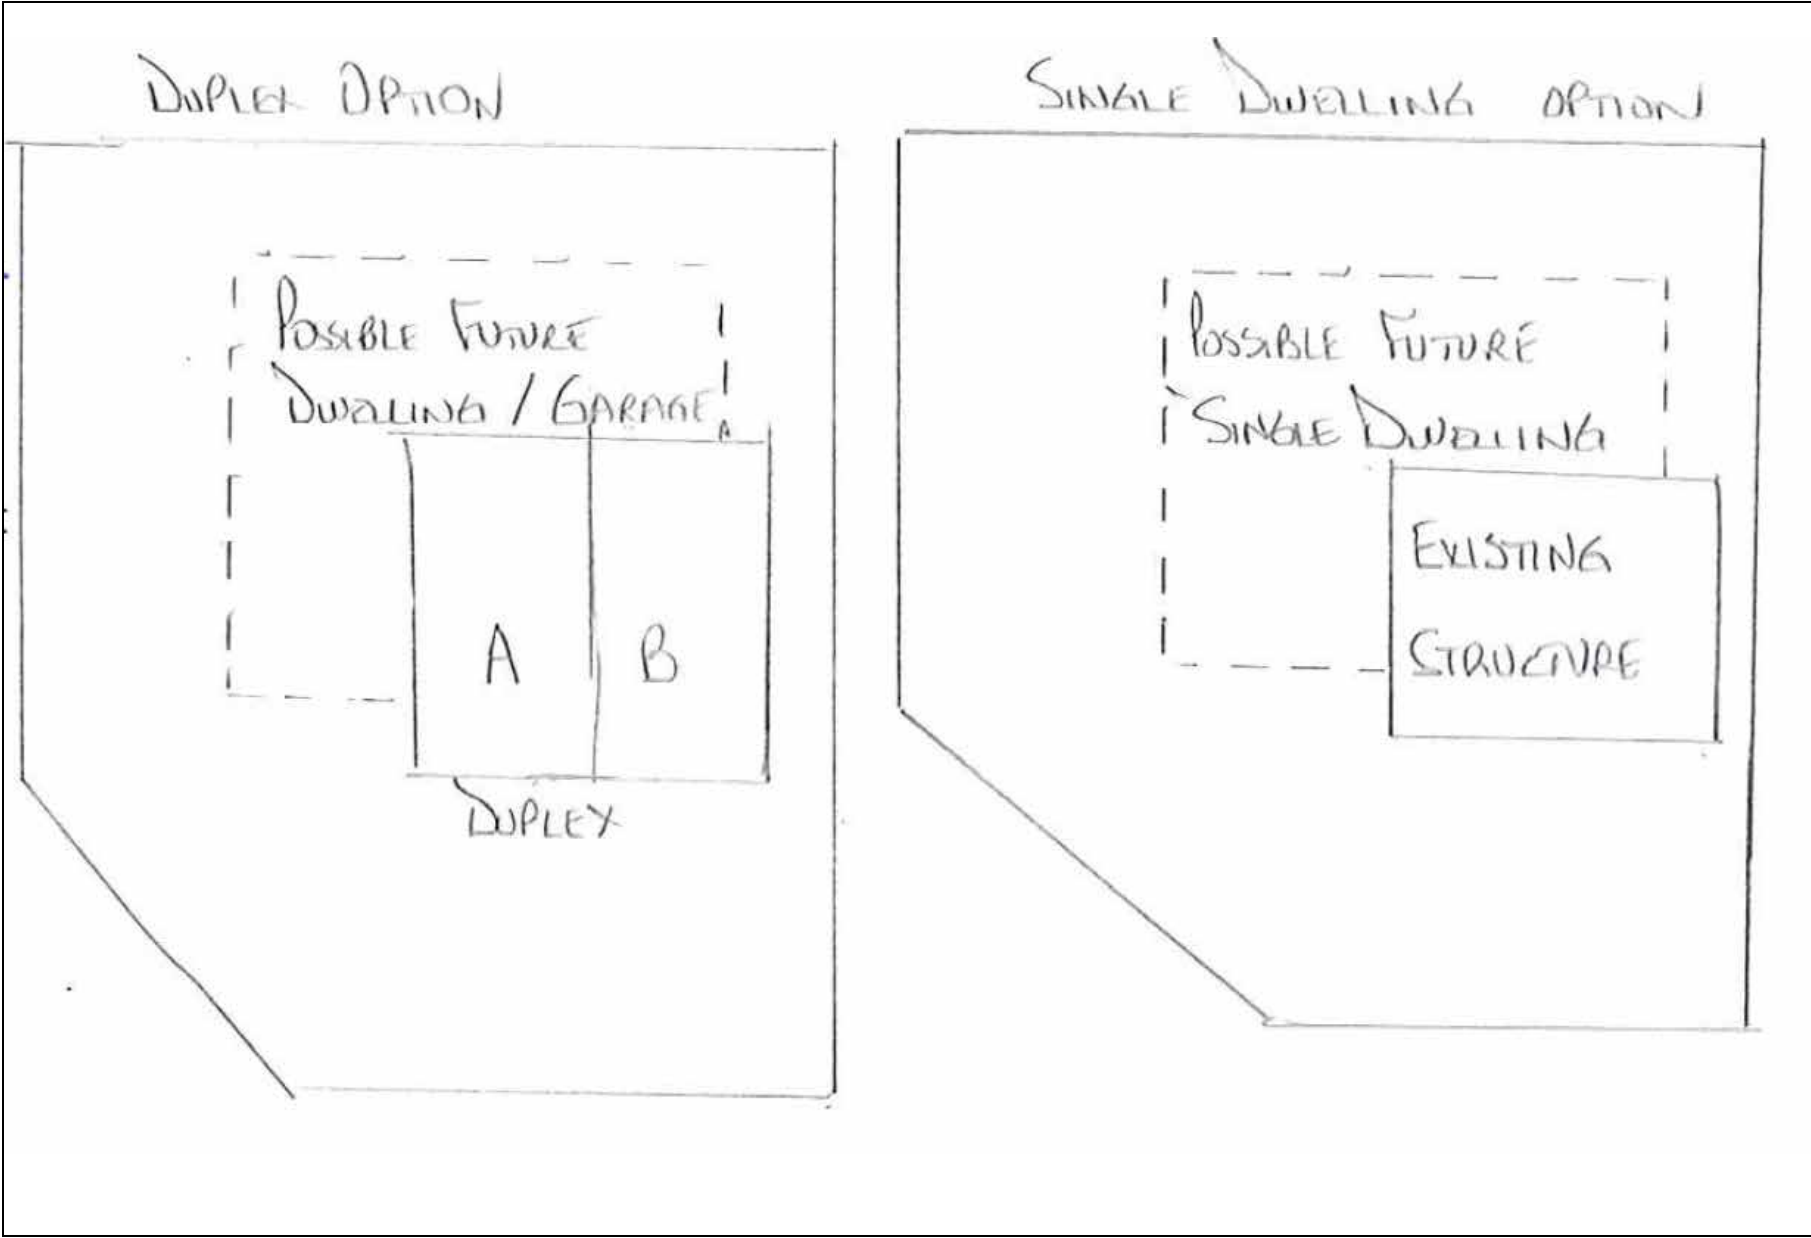 DUPLEX OPTION
POSSIBLE FUTURE
DWELLING / GARAGE
A
B
DUPLEX
SINGLE DWELLING OPTION
POSSIBLE FUTURE
SINGLE DWELLING
EXISTING
STRUCTURE